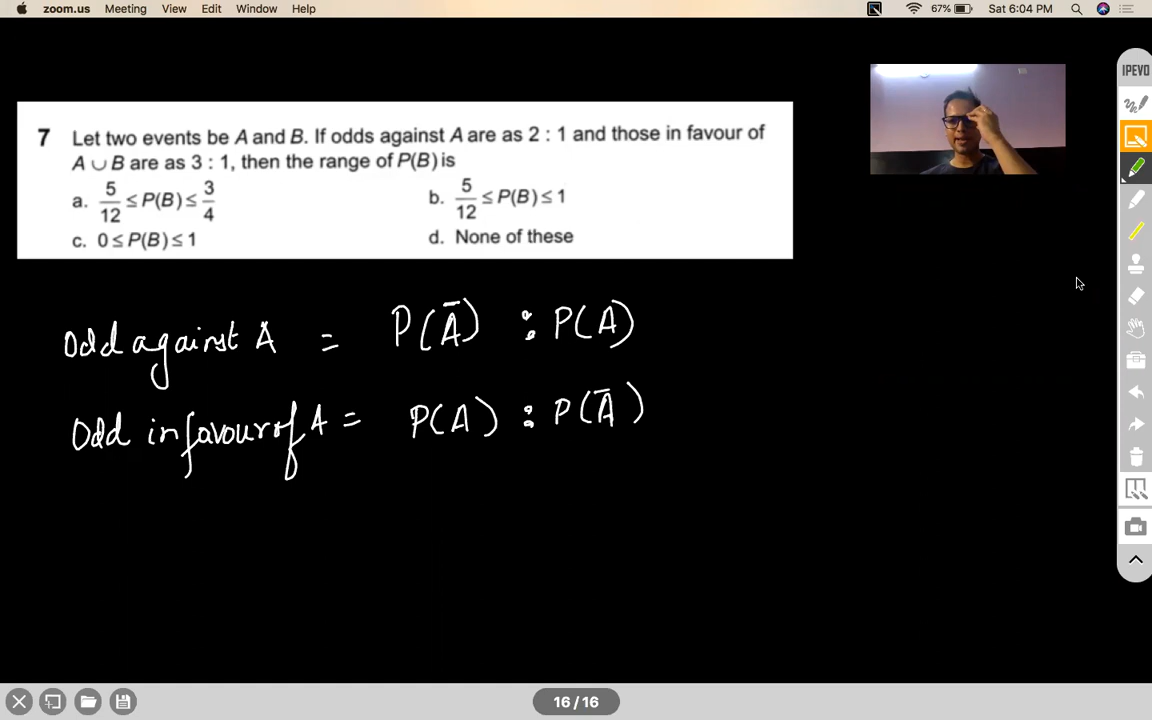 zoom.us Meeting View Edit Window Help 67% Sat 6:04 PM
IPEVO
7 Let two events be A and B. If odds against A are as 2 : 1 and those in favour of
A ∪ B are as 3 : 1, then the range of P(B) is
a. 5/12 ≤ P(B) ≤ 3/4 b. 5/12 ≤ P(B) ≤ 1
c. 0 ≤ P(B) ≤ 1 d. None of these
Odd against A = P(Ā) : P(A)
Odd in favour of A = P(A) : P(Ā)
16 / 16